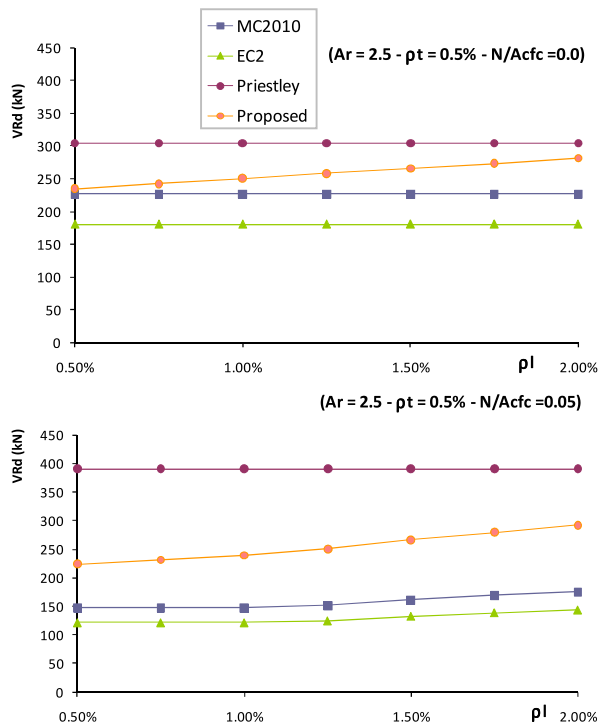 MC2010
EC2
Priestley
Proposed
(Ar = 2.5 - ρt = 0.5% - N/Acfc =0.0)
VRd (kN)
450
400
350
300
250
200
150
100
50
0
0.50%
1.00%
1.50%
2.00%
ρl
(Ar = 2.5 - ρt = 0.5% - N/Acfc =0.05)
VRd (kN)
450
400
350
300
250
200
150
100
50
0
0.50%
1.00%
1.50%
2.00%
ρl